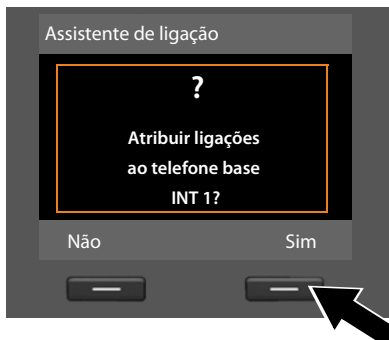 Assistente de ligação
?
Atribuir ligações
ao telefone base
INT 1?
Não Sim